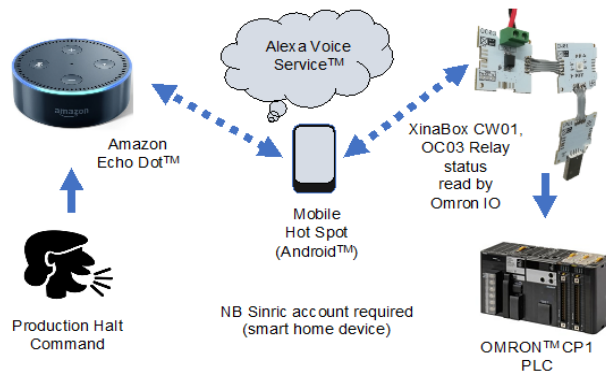 Alexa Voice
Service™
amazon
Amazon
Echo Dot™
Mobile
Hot Spot
(Android™)
XinaBox CW01,
OC03 Relay
status
read by
Omron IO
Production Halt
Command
NB Sinric account required
(smart home device)
OMRON™ CP1
PLC